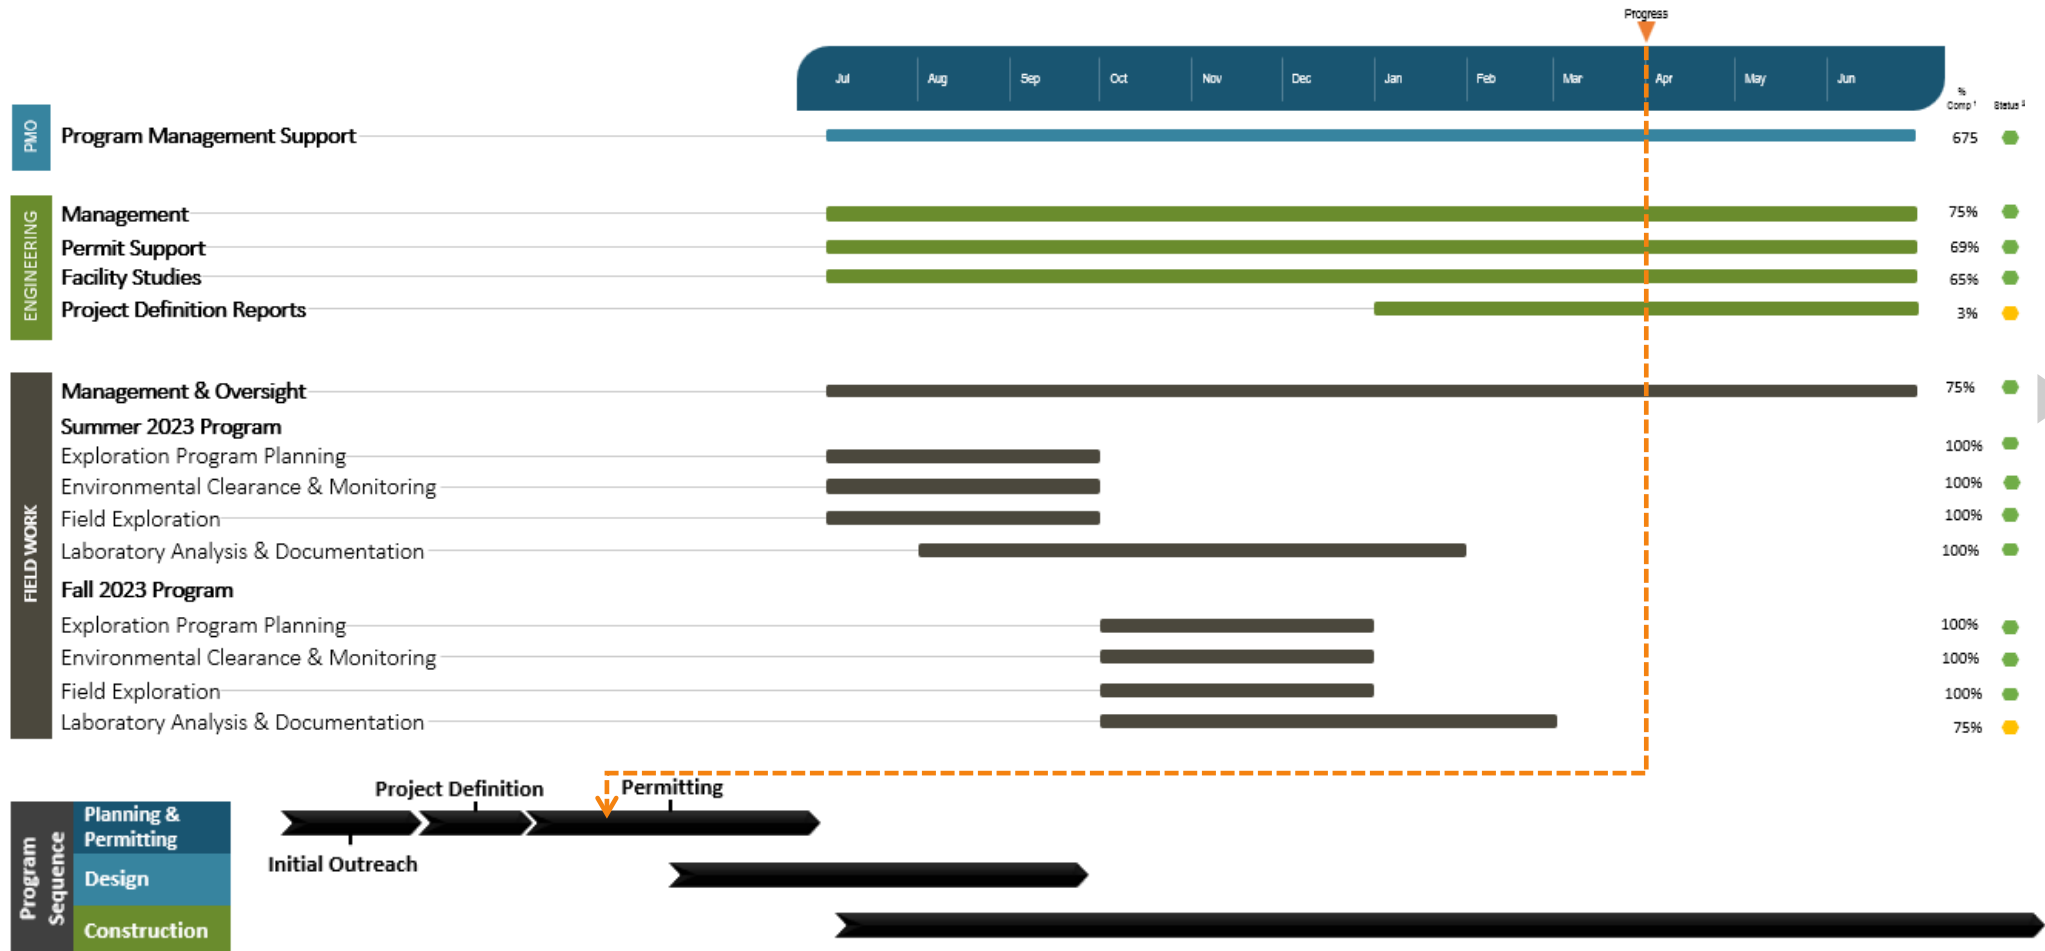 Progress
Jul Aug Sep Oct Nov Dec Jan Feb Mar Apr May Jun
% Comp ¹ Status ²
PMO
Program Management Support 675
ENGINEERING
Management 75%
Permit Support 69%
Facility Studies 65%
Project Definition Reports 3%
FIELD WORK
Management & Oversight 75%
Summer 2023 Program
Exploration Program Planning 100%
Environmental Clearance & Monitoring 100%
Field Exploration 100%
Laboratory Analysis & Documentation 100%
Fall 2023 Program
Exploration Program Planning 100%
Environmental Clearance & Monitoring 100%
Field Exploration 100%
Laboratory Analysis & Documentation 75%
Program
Sequence
Planning &
Permitting
Project Definition
Permitting
Initial Outreach
Design
Construction